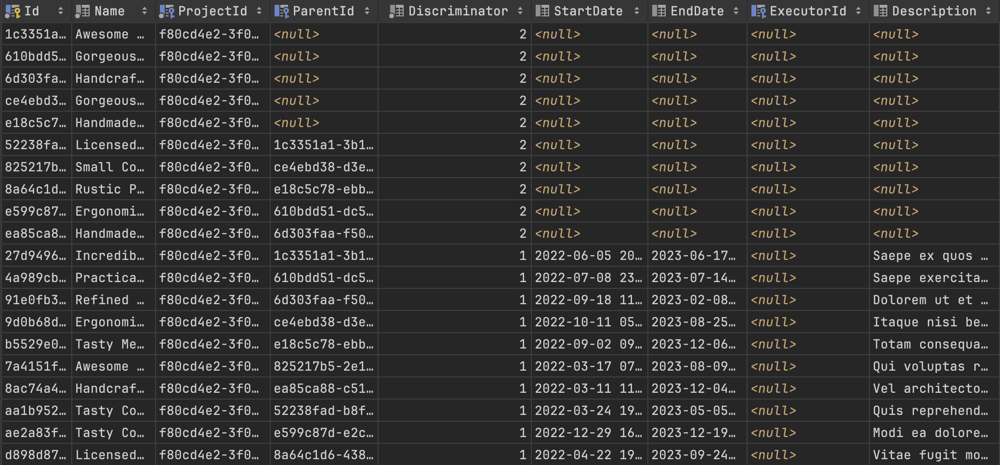 Id Name ProjectId ParentId Discriminator StartDate EndDate ExecutorId Description
1c3351a… Awesome … f80cd4e2-3f0… <null> 2 <null> <null> <null> <null>
610bdd5… Gorgeous… f80cd4e2-3f0… <null> 2 <null> <null> <null> <null>
6d303fa… Handcraf… f80cd4e2-3f0… <null> 2 <null> <null> <null> <null>
ce4ebd3… Gorgeous… f80cd4e2-3f0… <null> 2 <null> <null> <null> <null>
e18c5c7… Handmade… f80cd4e2-3f0… <null> 2 <null> <null> <null> <null>
52238fa… Licensed… f80cd4e2-3f0… 1c3351a1-3b1… 2 <null> <null> <null> <null>
825217b… Small Co… f80cd4e2-3f0… ce4ebd38-d3e… 2 <null> <null> <null> <null>
8a64c1d… Rustic P… f80cd4e2-3f0… e18c5c78-ebb… 2 <null> <null> <null> <null>
e599c87… Ergonomi… f80cd4e2-3f0… 610bdd51-dc5… 2 <null> <null> <null> <null>
ea85ca8… Handmade… f80cd4e2-3f0… 6d303faa-f50… 2 <null> <null> <null> <null>
27d9496… Incredib… f80cd4e2-3f0… 1c3351a1-3b1… 1 2022-06-05 20… 2023-06-17… <null> Saepe ex quos …
4a989cb… Practica… f80cd4e2-3f0… 610bdd51-dc5… 1 2022-07-08 23… 2023-07-14… <null> Saepe exercita…
91e0fb3… Refined … f80cd4e2-3f0… 6d303faa-f50… 1 2022-09-18 11… 2023-02-08… <null> Dolorem ut et …
9d0b68d… Ergonomi… f80cd4e2-3f0… ce4ebd38-d3e… 1 2022-10-11 05… 2023-08-25… <null> Itaque nisi be…
b5529e0… Tasty Me… f80cd4e2-3f0… e18c5c78-ebb… 1 2022-09-02 09… 2023-12-06… <null> Totam consequa…
7a4151f… Awesome … f80cd4e2-3f0… 825217b5-2e1… 1 2022-03-17 07… 2023-08-09… <null> Qui voluptas r…
8ac74a4… Handcraf… f80cd4e2-3f0… ea85ca88-c51… 1 2022-03-11 11… 2023-12-04… <null> Vel architecto…
aa1b952… Tasty Co… f80cd4e2-3f0… 52238fad-b8f… 1 2022-03-24 19… 2023-05-05… <null> Quis reprehend…
ae2a83f… Tasty Co… f80cd4e2-3f0… e599c87d-e2c… 1 2022-12-29 16… 2023-12-19… <null> Modi ea dolore…
d898d87… Licensed… f80cd4e2-3f0… 8a64c1d6-438… 1 2022-04-22 19… 2023-09-24… <null> Vitae fugit mo…